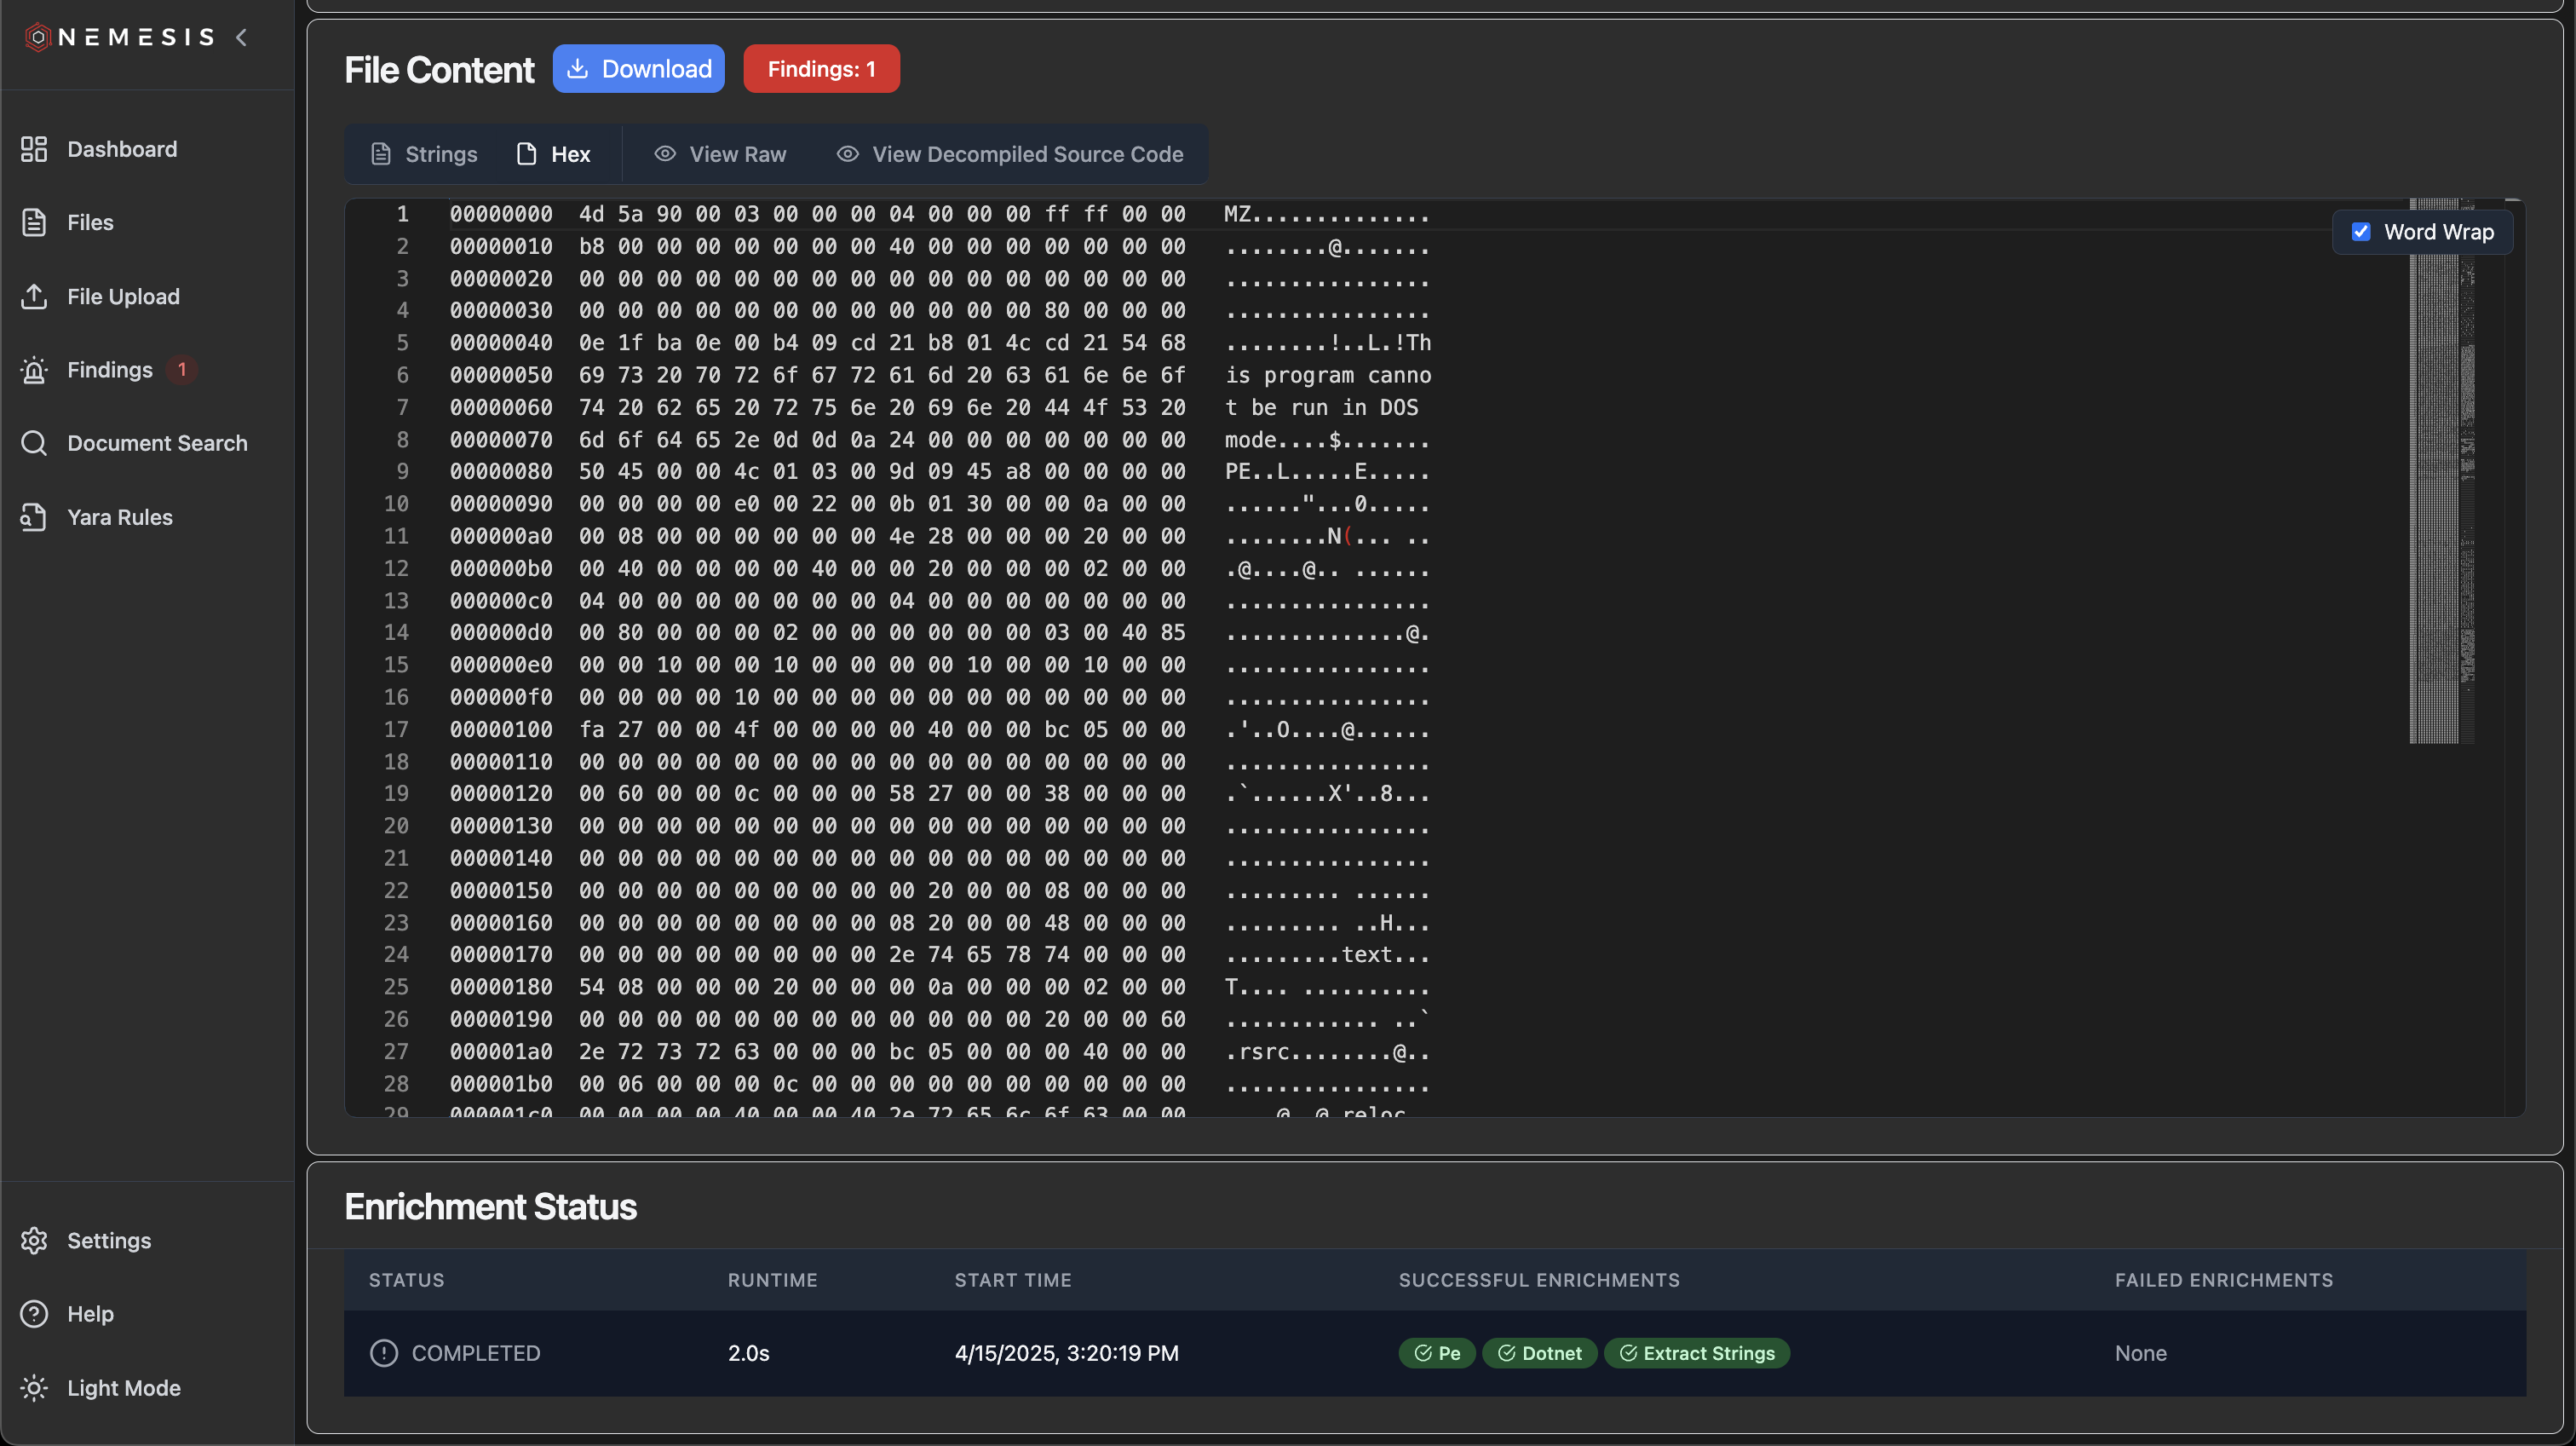 NEMESIS
Dashboard
Files
File Upload
Findings 1
Document Search
Yara Rules
Settings
Help
Light Mode
File Content Download Findings: 1
Strings Hex View Raw View Decompiled Source Code
Word Wrap
1 00000000 4d 5a 90 00 03 00 00 00 04 00 00 00 ff ff 00 00 MZ..............
2 00000010 b8 00 00 00 00 00 00 00 40 00 00 00 00 00 00 00 ........@.......
3 00000020 00 00 00 00 00 00 00 00 00 00 00 00 00 00 00 00 ................
4 00000030 00 00 00 00 00 00 00 00 00 00 00 00 80 00 00 00 ................
5 00000040 0e 1f ba 0e 00 b4 09 cd 21 b8 01 4c cd 21 54 68 ........!..L.!Th
6 00000050 69 73 20 70 72 6f 67 72 61 6d 20 63 61 6e 6e 6f is program canno
7 00000060 74 20 62 65 20 72 75 6e 20 69 6e 20 44 4f 53 20 t be run in DOS
8 00000070 6d 6f 64 65 2e 0d 0d 0a 24 00 00 00 00 00 00 00 mode....$.......
9 00000080 50 45 00 00 4c 01 03 00 9d 09 45 a8 00 00 00 00 PE..L.....E.....
10 00000090 00 00 00 00 e0 00 22 00 0b 01 30 00 00 0a 00 00 ......"...0.....
11 000000a0 00 08 00 00 00 00 00 00 4e 28 00 00 00 20 00 00 ........N(... ..
12 000000b0 00 40 00 00 00 00 40 00 00 20 00 00 00 02 00 00 .@....@.. ......
13 000000c0 04 00 00 00 00 00 00 00 04 00 00 00 00 00 00 00 ................
14 000000d0 00 80 00 00 00 02 00 00 00 00 00 00 03 00 40 85 ..............@.
15 000000e0 00 00 10 00 00 10 00 00 00 00 10 00 00 10 00 00 ................
16 000000f0 00 00 00 00 10 00 00 00 00 00 00 00 00 00 00 00 ................
17 00000100 fa 27 00 00 4f 00 00 00 00 40 00 00 bc 05 00 00 .'..O....@......
18 00000110 00 00 00 00 00 00 00 00 00 00 00 00 00 00 00 00 ................
19 00000120 00 60 00 00 0c 00 00 00 58 27 00 00 38 00 00 00 .`......X'..8...
20 00000130 00 00 00 00 00 00 00 00 00 00 00 00 00 00 00 00 ................
21 00000140 00 00 00 00 00 00 00 00 00 00 00 00 00 00 00 00 ................
22 00000150 00 00 00 00 00 00 00 00 00 20 00 00 08 00 00 00 ......... ......
23 00000160 00 00 00 00 00 00 00 00 08 20 00 00 48 00 00 00 ......... ..H...
24 00000170 00 00 00 00 00 00 00 00 2e 74 65 78 74 00 00 00 .........text...
25 00000180 54 08 00 00 00 20 00 00 00 0a 00 00 00 02 00 00 T.... ..........
26 00000190 00 00 00 00 00 00 00 00 00 00 00 00 20 00 00 60 ............ ..`
27 000001a0 2e 72 73 72 63 00 00 00 bc 05 00 00 00 40 00 00 .rsrc........@..
28 000001b0 00 06 00 00 00 0c 00 00 00 00 00 00 00 00 00 00 ................
29 000001c0 00 00 00 00 40 00 00 40 2e 72 65 6c 6f 63 00 00 ....@..@.reloc..
Enrichment Status
STATUS RUNTIME START TIME SUCCESSFUL ENRICHMENTS FAILED ENRICHMENTS
COMPLETED 2.0s 4/15/2025, 3:20:19 PM Pe Dotnet Extract Strings None